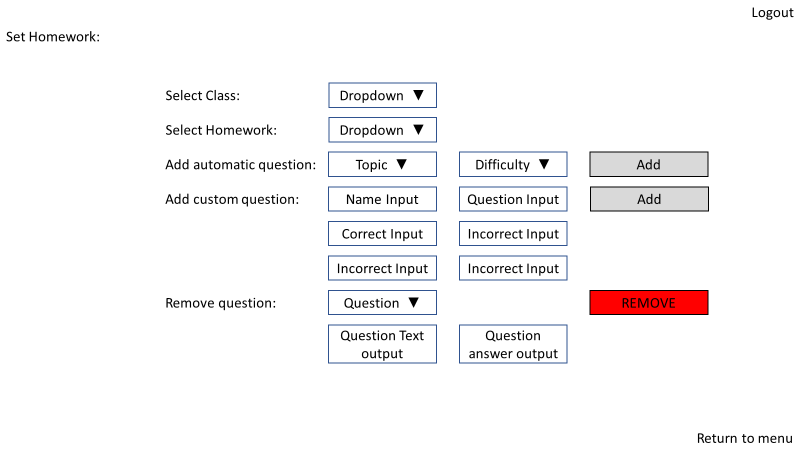 Logout
Set Homework:
Select Class: Dropdown ▼
Select Homework: Dropdown ▼
Add automatic question: Topic ▼ Difficulty ▼ Add
Add custom question: Name Input Question Input Add
Correct Input Incorrect Input
Incorrect Input Incorrect Input
Remove question: Question ▼ REMOVE
Question Text Question
output answer output
Return to menu